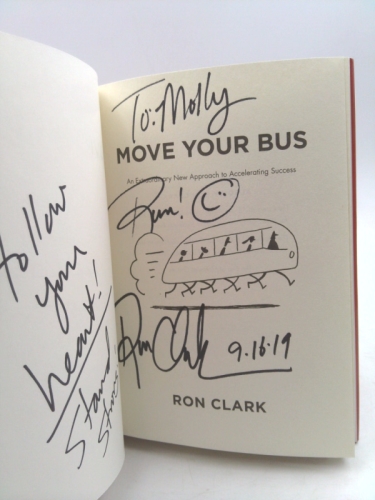 follow
your
heart!
Stand
To: Molly
MOVE YOUR BUS
An Extraordinary New Approach to Accelerating Success
Run!
Ron Clark 9.16.19
RON CLARK